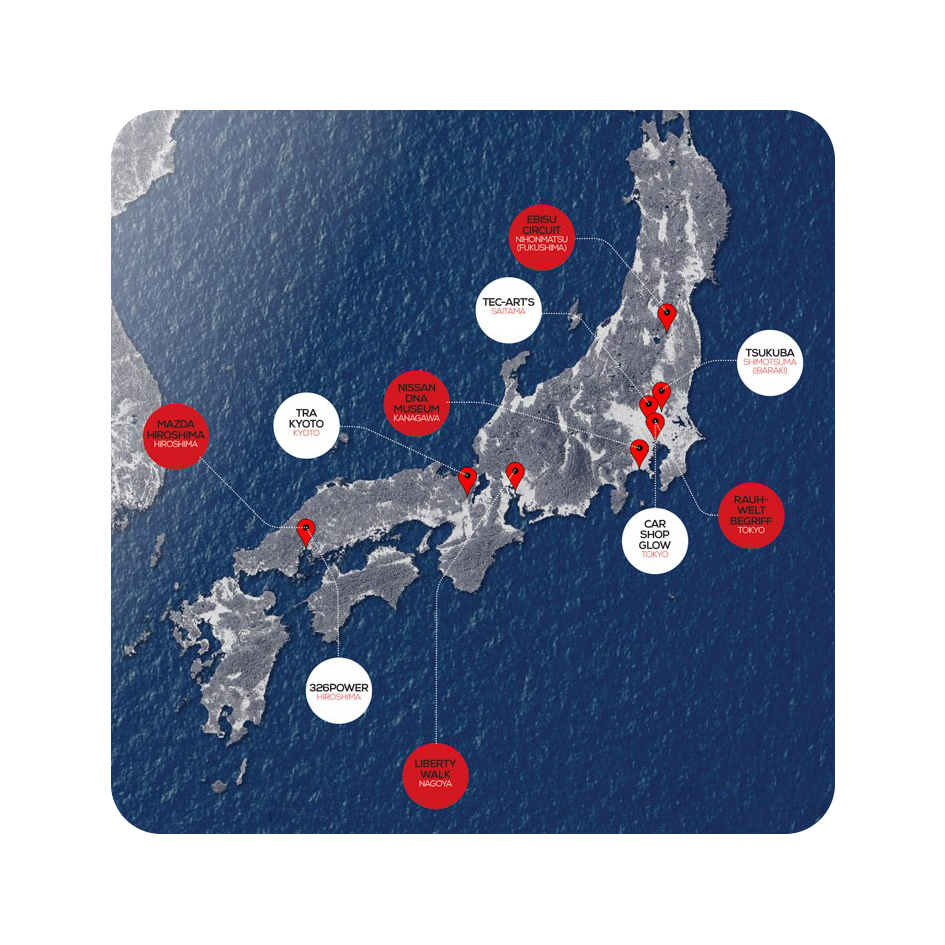 EBISU
CIRCUIT
NIHONMATSU
(FUKUSHIMA)
TEC-ART'S
SAITAMA
TSUKUBA
SHIMOTSUMA
(IBARAKI)
NISSAN
DNA
MUSEUM
KANAGAWA
TRA
KYOTO
KYOTO
MAZDA
HIROSHIMA
HIROSHIMA
RAUH-
WELT
BEGRIFF
TOKYO
CAR
SHOP
GLOW
TOKYO
326POWER
HIROSHIMA
LIBERTY
WALK
NAGOYA